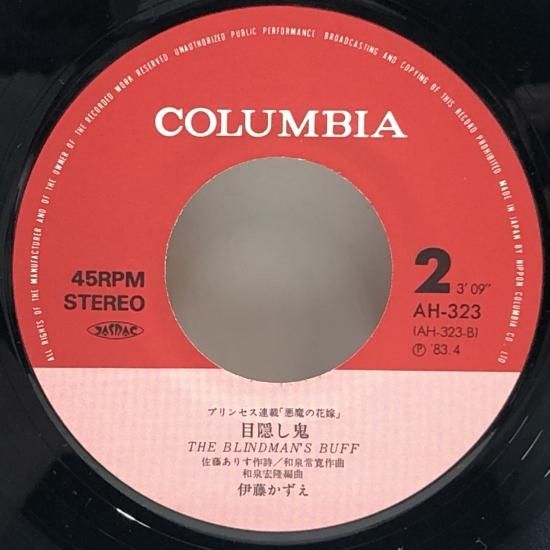 ALL RIGHTS OF THE MANUFACTURER AND OF THE OWNER OF THE RECORDED WORK RESERVED UNAUTHORIZED PUBLIC PERFORMANCE BROADCASTING AND COPYING OF THIS RECORD PROHIBITED MADE IN JAPAN BY NIPPON COLUMBIA CO., LTD
COLUMBIA
45RPM
STEREO
JASRAC
2 3'09"
AH-323
(AH-323-B)
Ⓟ '83.4
プリンセス連載「悪魔の花嫁」
目隠し鬼
THE BLINDMAN'S BUFF
佐藤ありす作詩／和泉常寛作曲
和泉宏隆編曲
伊藤かずえ